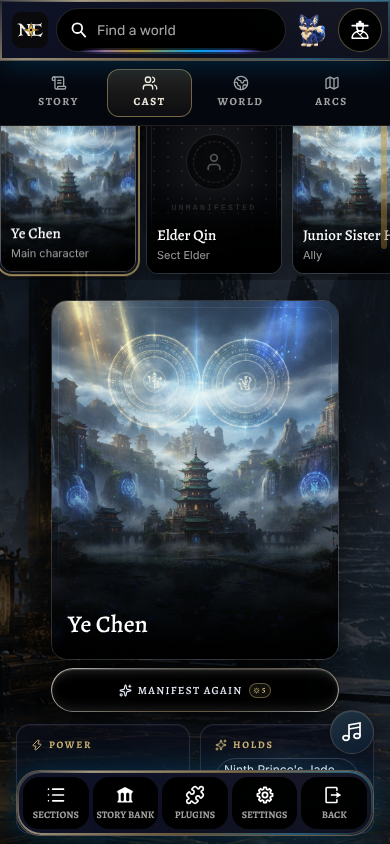 NE
Find a world
STORY
CAST
WORLD
ARCS
Ye Chen
Main character
UNMANIFESTED
Elder Qin
Sect Elder
Junior Sister
Ally
Ye Chen
MANIFEST AGAIN 5
POWER
HOLDS
Ninth Prince's Jade
SECTIONS
STORY BANK
PLUGINS
SETTINGS
BACK